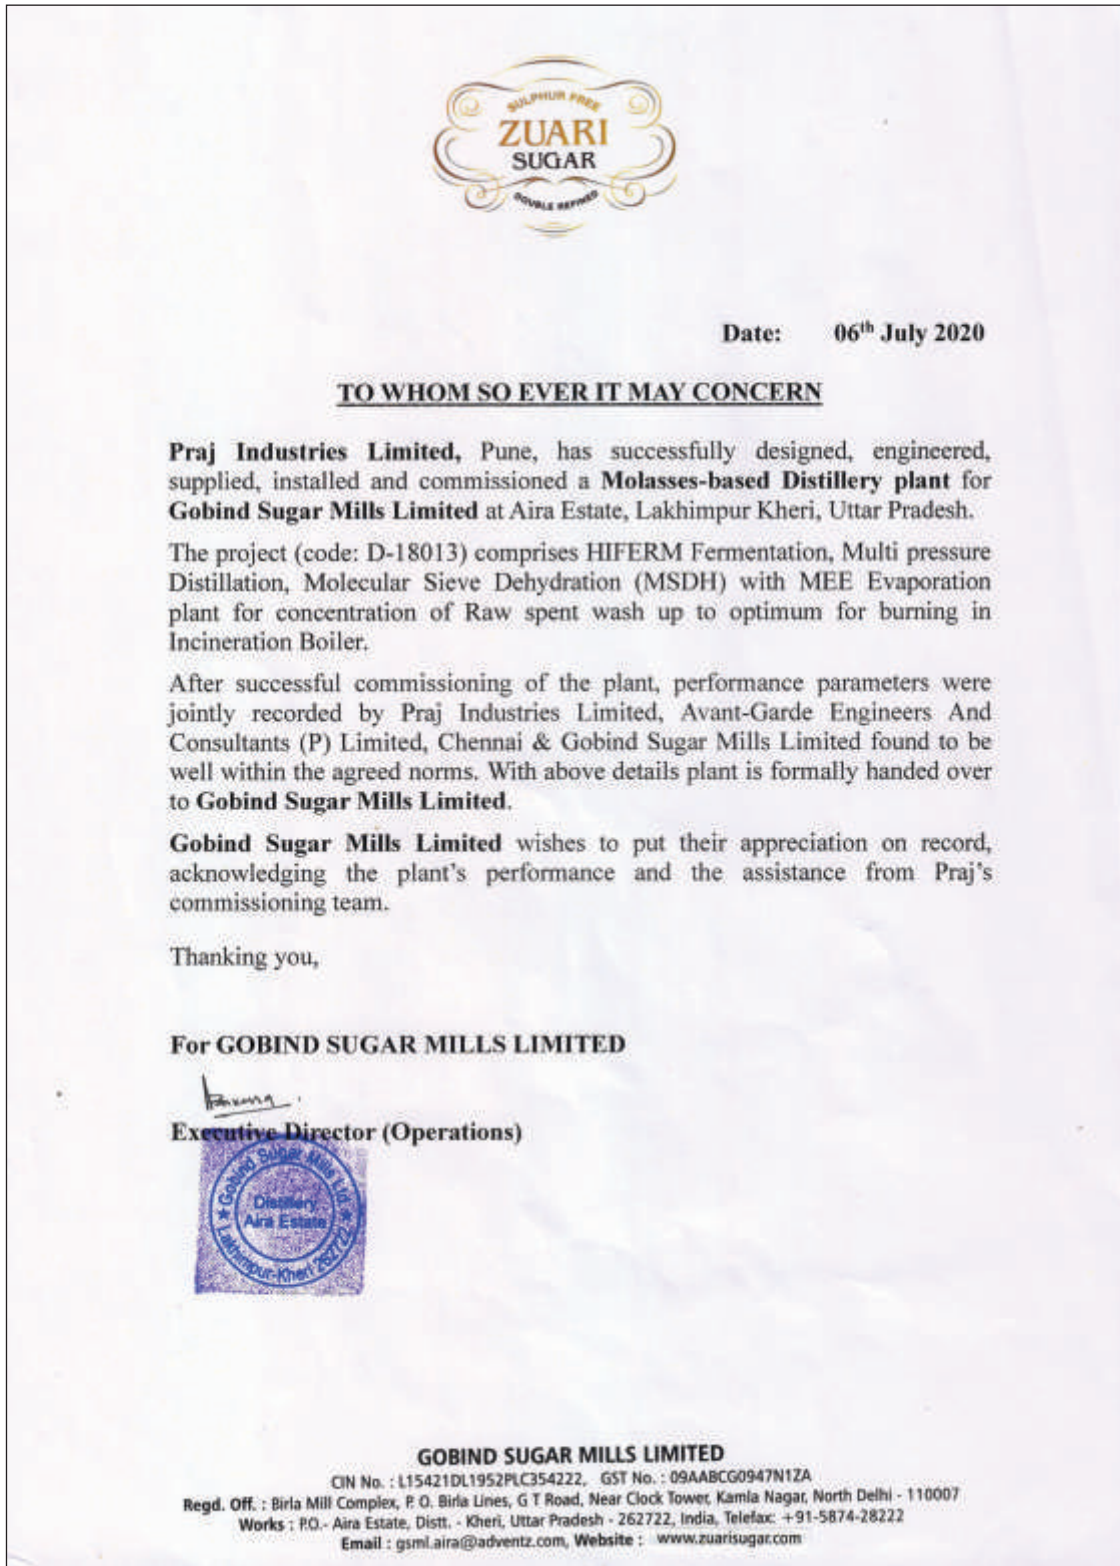 SULPHUR FREE
ZUARI
SUGAR
DOUBLE REFINED
Date: 06th July 2020
TO WHOM SO EVER IT MAY CONCERN
Praj Industries Limited, Pune, has successfully designed, engineered,
supplied, installed and commissioned a Molasses-based Distillery plant for
Gobind Sugar Mills Limited at Aira Estate, Lakhimpur Kheri, Uttar Pradesh.
The project (code: D-18013) comprises HIFERM Fermentation, Multi pressure
Distillation, Molecular Sieve Dehydration (MSDH) with MEE Evaporation
plant for concentration of Raw spent wash up to optimum for burning in
Incineration Boiler.
After successful commissioning of the plant, performance parameters were
jointly recorded by Praj Industries Limited, Avant-Garde Engineers And
Consultants (P) Limited, Chennai & Gobind Sugar Mills Limited found to be
well within the agreed norms. With above details plant is formally handed over
to Gobind Sugar Mills Limited.
Gobind Sugar Mills Limited wishes to put their appreciation on record,
acknowledging the plant's performance and the assistance from Praj's
commissioning team.
Thanking you,
For GOBIND SUGAR MILLS LIMITED
Executive Director (Operations)
Gobind Sugar Mills Ltd
Distillery
Aira Estate
Lakhimpur-Kheri 262722
GOBIND SUGAR MILLS LIMITED
CIN No. : L15421DL1952PLC354222, GST No. : 09AABCG0947N1ZA
Regd. Off. : Birla Mill Complex, P. O. Birla Lines, G T Road, Near Clock Tower, Kamla Nagar, North Delhi - 110007
Works : P.O.- Aira Estate, Distt. - Kheri, Uttar Pradesh - 262722, India, Telefax: +91-5874-28222
Email : gsml.aira@adventz.com, Website : www.zuarisugar.com